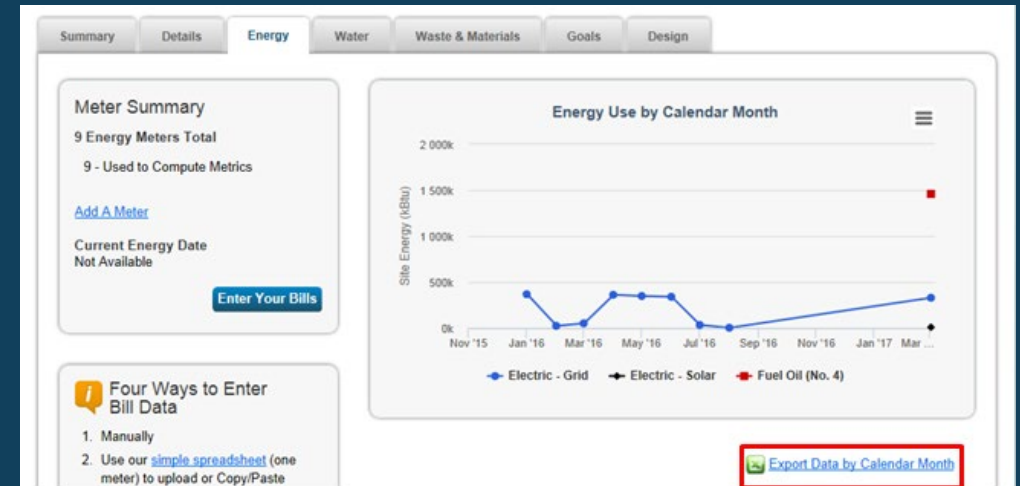 Summary Details Energy Water Waste & Materials Goals Design
Meter Summary
9 Energy Meters Total
9 - Used to Compute Metrics
Add A Meter
Current Energy Date
Not Available
Enter Your Bills
Four Ways to Enter
Bill Data
1. Manually
2. Use our simple spreadsheet (one
meter) to upload or Copy/Paste
Energy Use by Calendar Month
Site Energy (kBtu)
2 000k
1 500k
1 000k
500k
0k
Nov '15 Jan '16 Mar '16 May '16 Jul '16 Sep '16 Nov '16 Jan '17 Mar ...
Electric - Grid Electric - Solar Fuel Oil (No. 4)
Export Data by Calendar Month